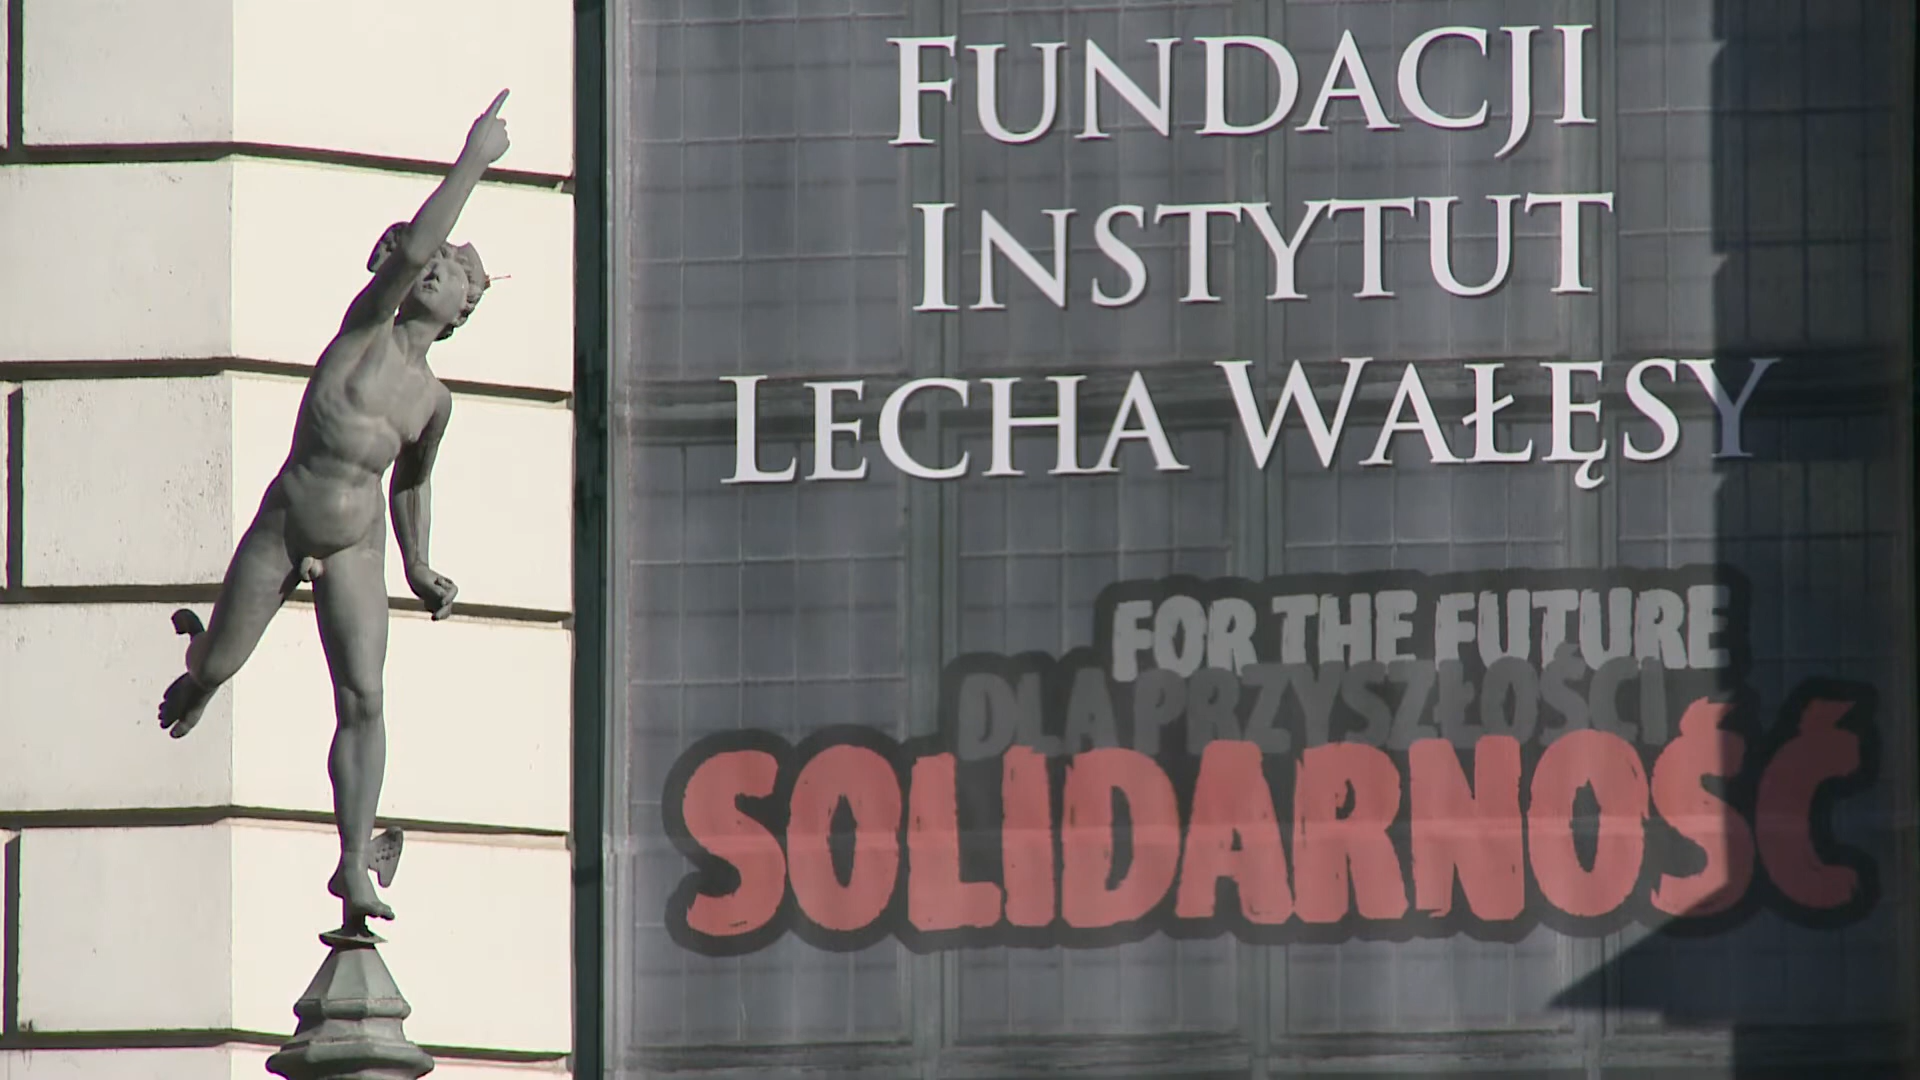 FUNDACJI
INSTYTUT
LECHA WAŁĘSY
FOR THE FUTURE
DLA PRZYSZŁOŚCI
SOLIDARNOŚĆ